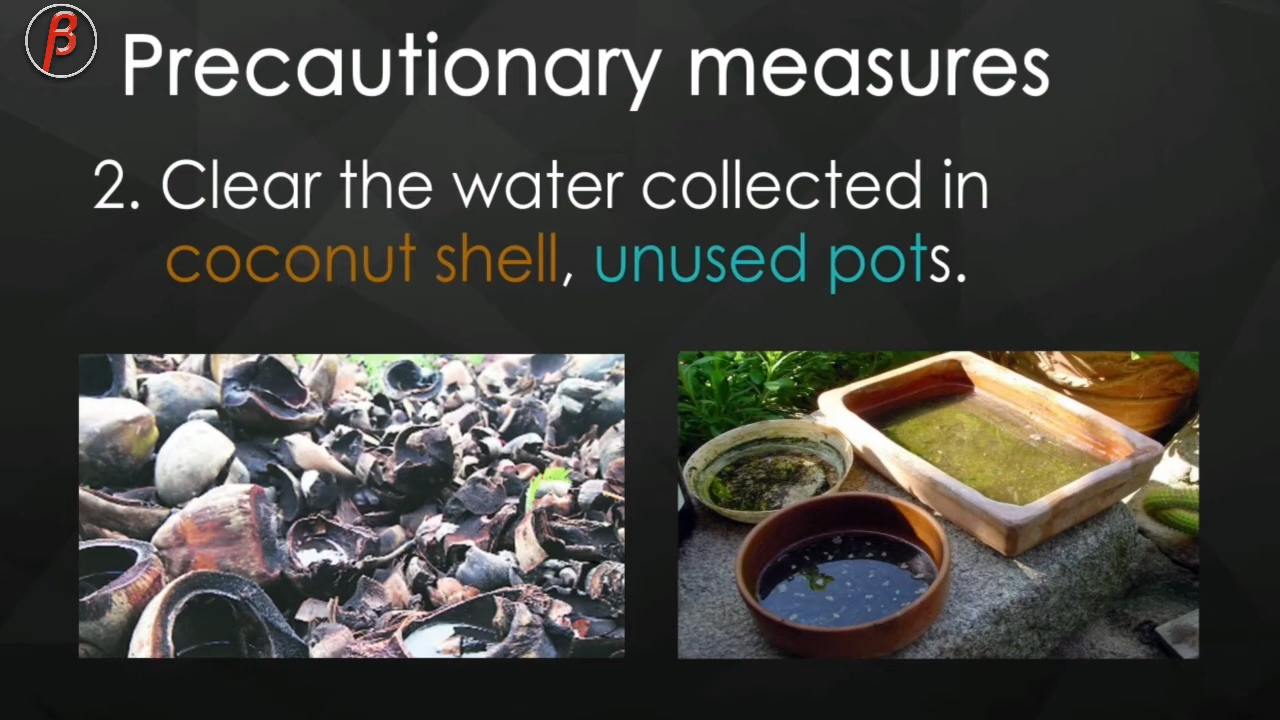 β
Precautionary measures
2. Clear the water collected in
coconut shell, unused pots.